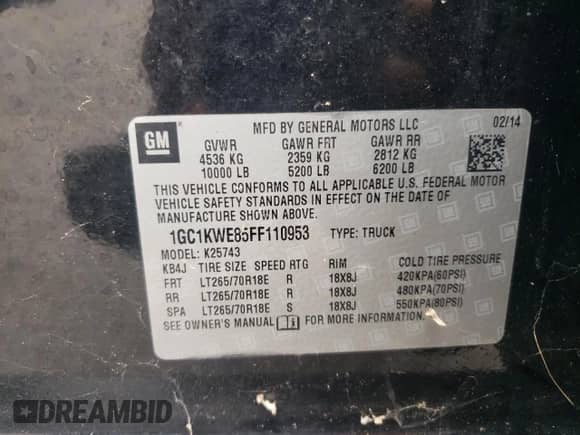 GM
MFD BY GENERAL MOTORS LLC 02/14
GVWR GAWR FRT GAWR RR
4536 KG 2359 KG 2812 KG
10000 LB 5200 LB 6200 LB
THIS VEHICLE CONFORMS TO ALL APPLICABLE U.S. FEDERAL MOTOR
VEHICLE SAFETY STANDARDS IN EFFECT ON THE DATE OF
MANUFACTURE SHOWN ABOVE.
1GC1KWE85FF110953 TYPE: TRUCK
MODEL: K25743
KB4J TIRE SIZE SPEED RTG RIM COLD TIRE PRESSURE
FRT LT265/70R18E R 18X8J 420KPA(60PSI)
RR LT265/70R18E R 18X8J 480KPA(70PSI)
SPA LT265/70R18E S 18X8J 550KPA(80PSI)
SEE OWNER'S MANUAL FOR MORE INFORMATION
DREAMBID